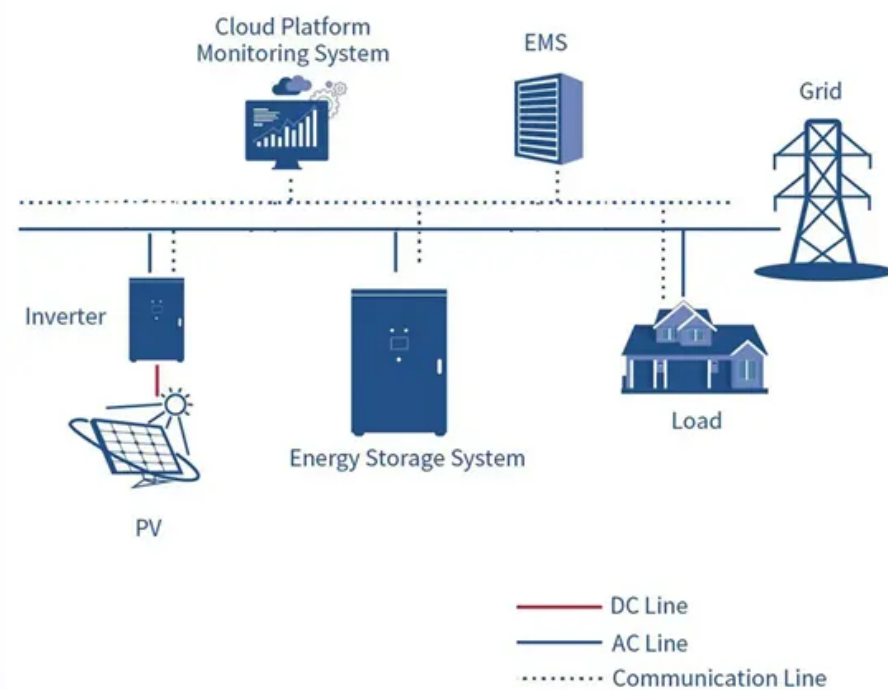 Cloud Platform
Monitoring System
EMS
Grid
Inverter
Load
Energy Storage System
PV
DC Line
AC Line
Communication Line